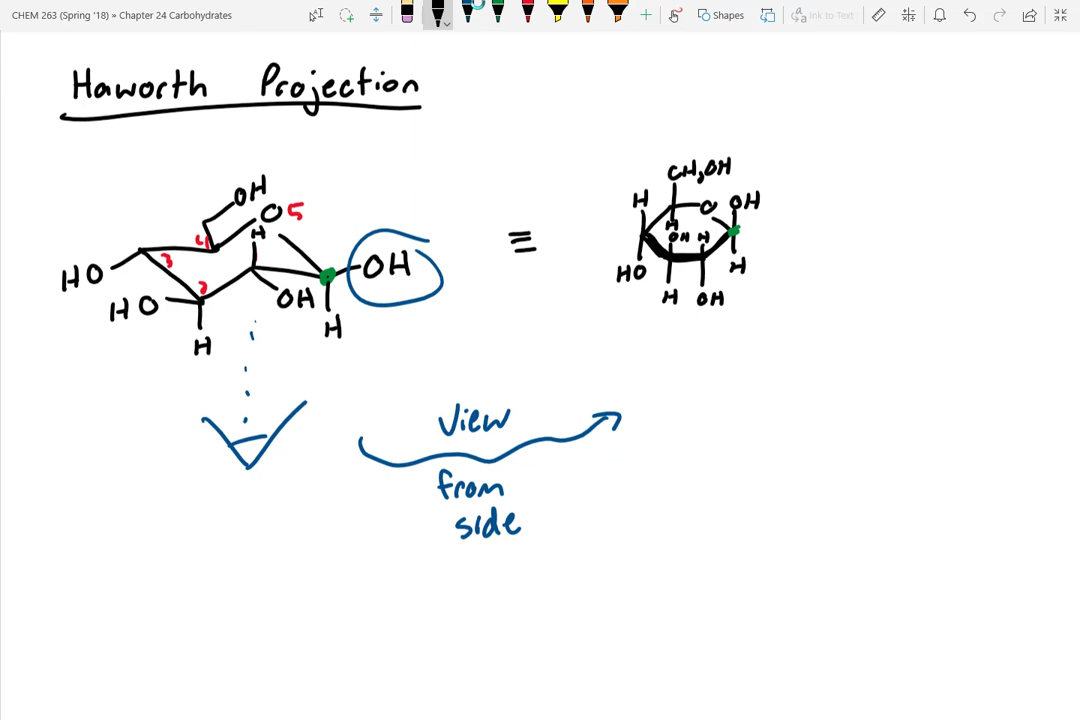 CHEM 263 (Spring '18) » Chapter 24 Carbohydrates
Shapes
Ink to Text
Haworth Projection
OH
O 5
4
H
3
HO
2
HO
OH
OH
H
H
≡
CH₂OH
H
O
OH
H
OH
H
HO
H
H
OH
View
from
side